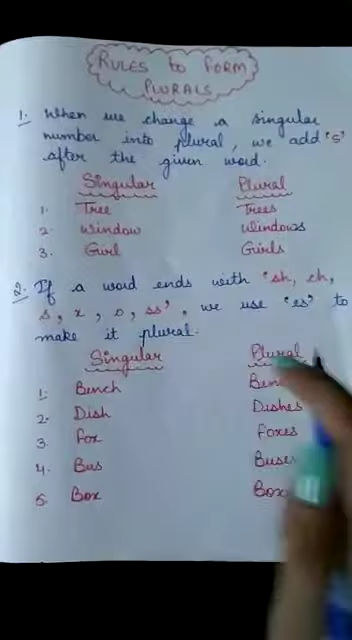 RULES to FORM
PLURALS
1. When we change a singular
number into plural, we add 's'
after the given word.
Singular Plural
1. Tree Trees
2. Window Windows
3. Girl Girls
2. If a word ends with 'sh, ch,
s, x, o, ss', we use 'es' to
make it plural.
Singular Plural
1. Bench
2. Dish Dishes
3. Fox Foxes
4. Bus Buses
5. Box